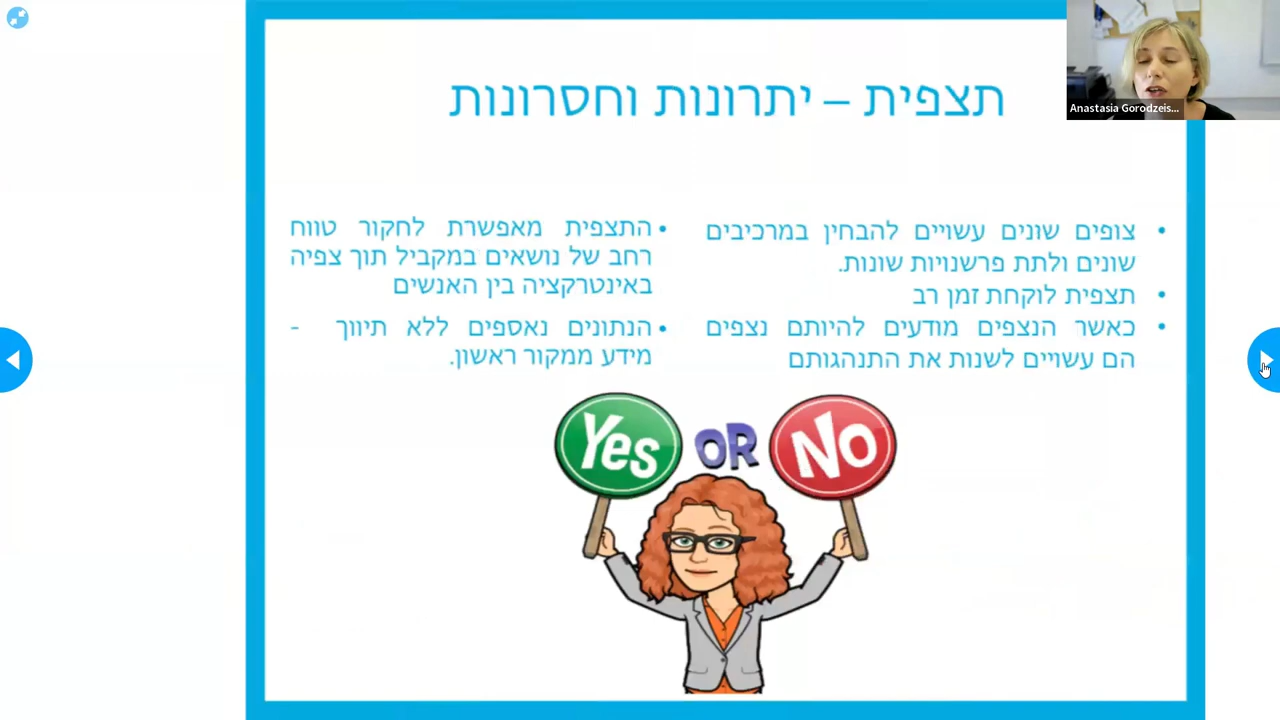 תצפית – יתרונות וחסרונות
• צופים שונים עשויים להבחין במרכיבים
שונים ולתת פרשנויות שונות.
• תצפית לוקחת זמן רב
• כאשר הנצפים מודעים להיותם נצפים
הם עשויים לשנות את התנהגותם
• התצפית מאפשרת לחקור טווח
רחב של נושאים במקביל תוך צפיה
באינטרקציה בין האנשים
• הנתונים נאספים ללא תיווך -
מידע ממקור ראשון.
Yes OR No
Anastasia Gorodzeis...